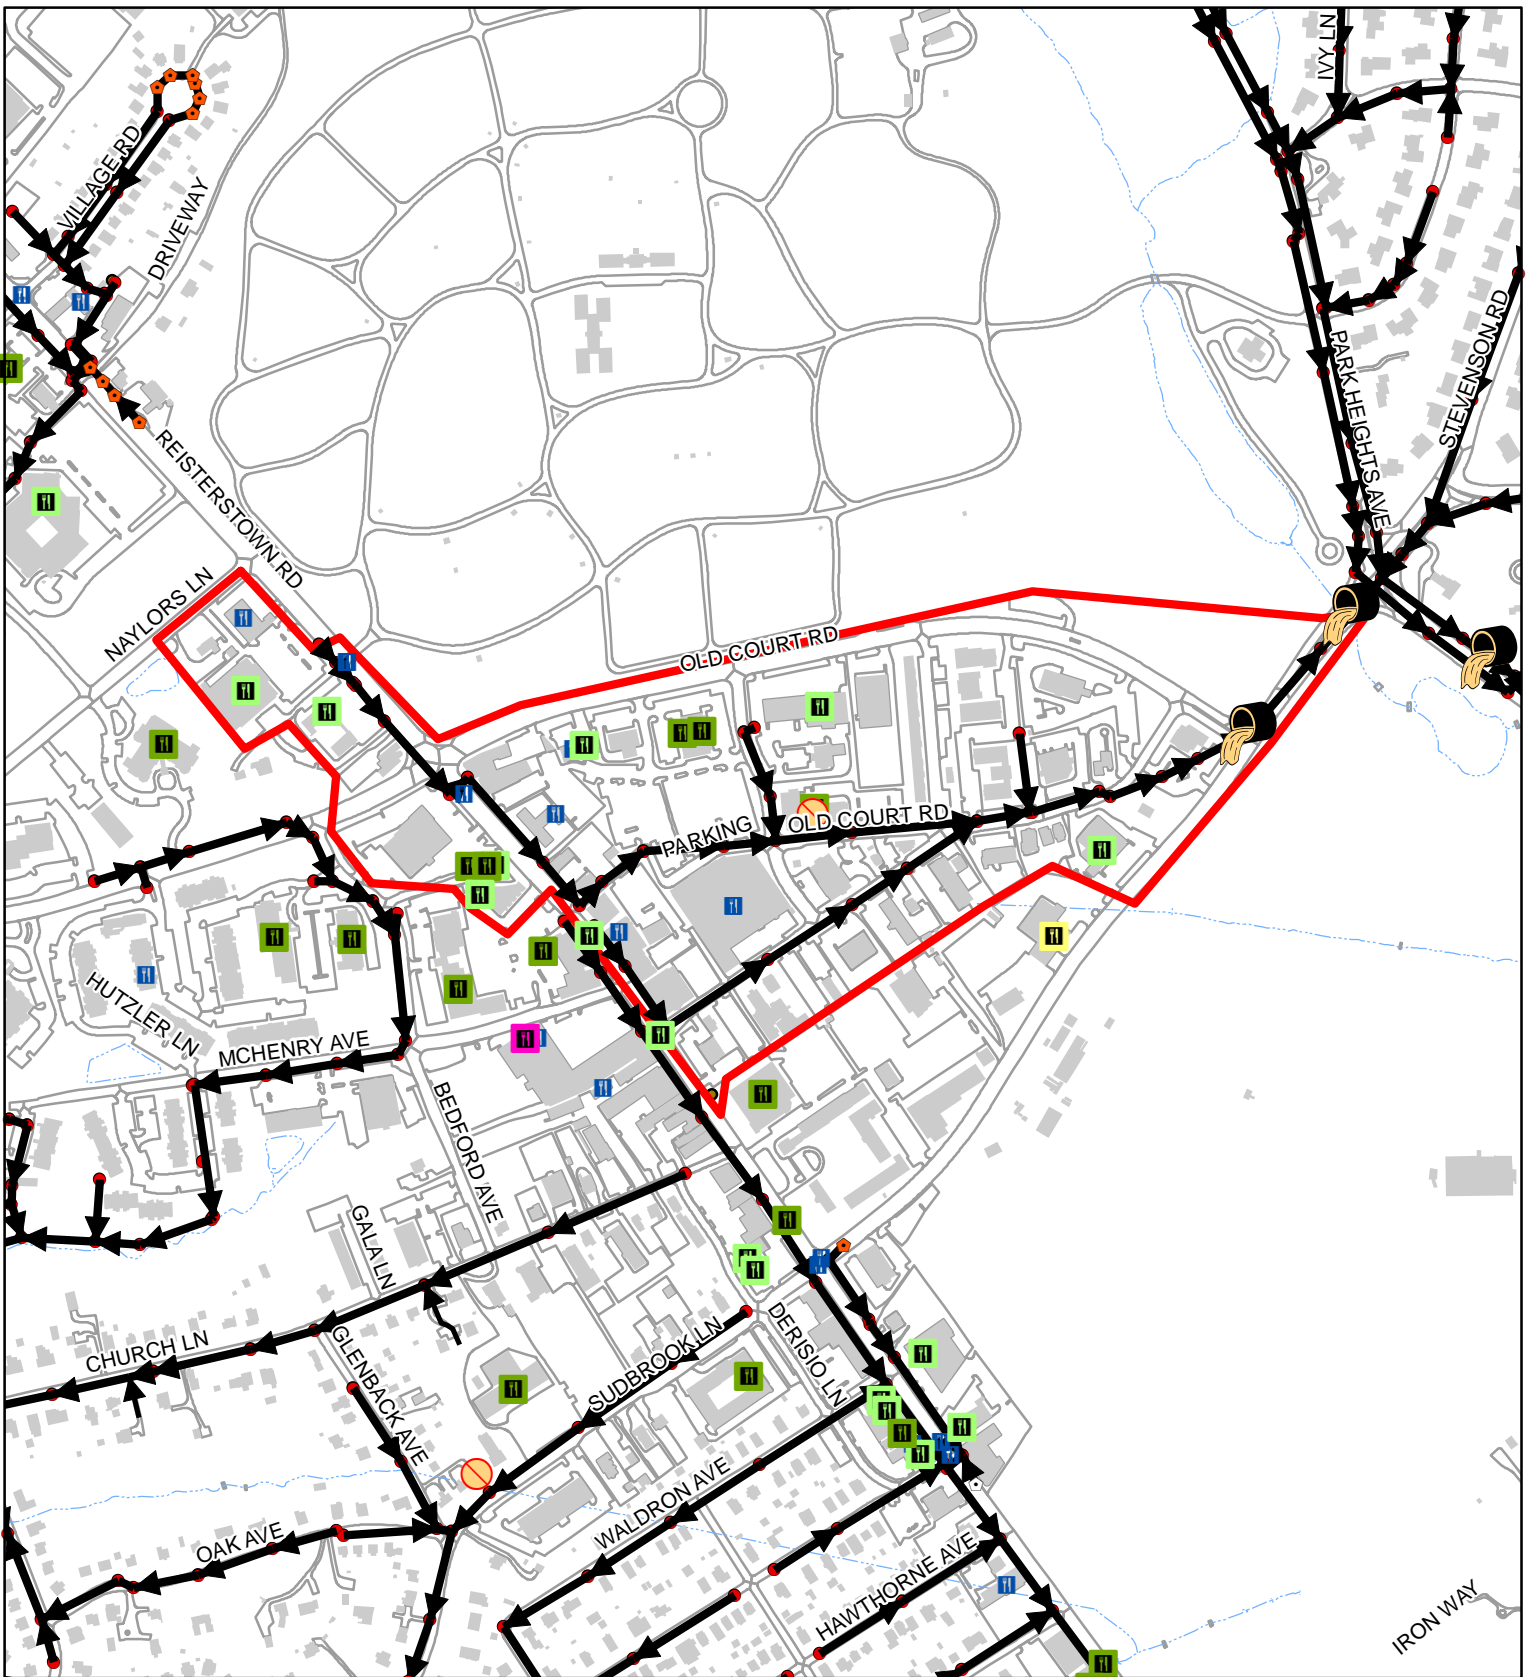 IVY LN
VILLAGE RD
DRIVEWAY
STEVENSON RD
PARK HEIGHTS AVE
REISTERSTOWN RD
NAYLORS LN
OLD COURT RD
PARKING
OLD COURT RD
HUTZLER LN
MCHENRY AVE
BEDFORD AVE
GALA LN
DERISIO LN
CHURCH LN
GLENBACK AVE
SUDBROOK LN
WALDRON AVE
OAK AVE
HAWTHORNE AVE
IRON WAY